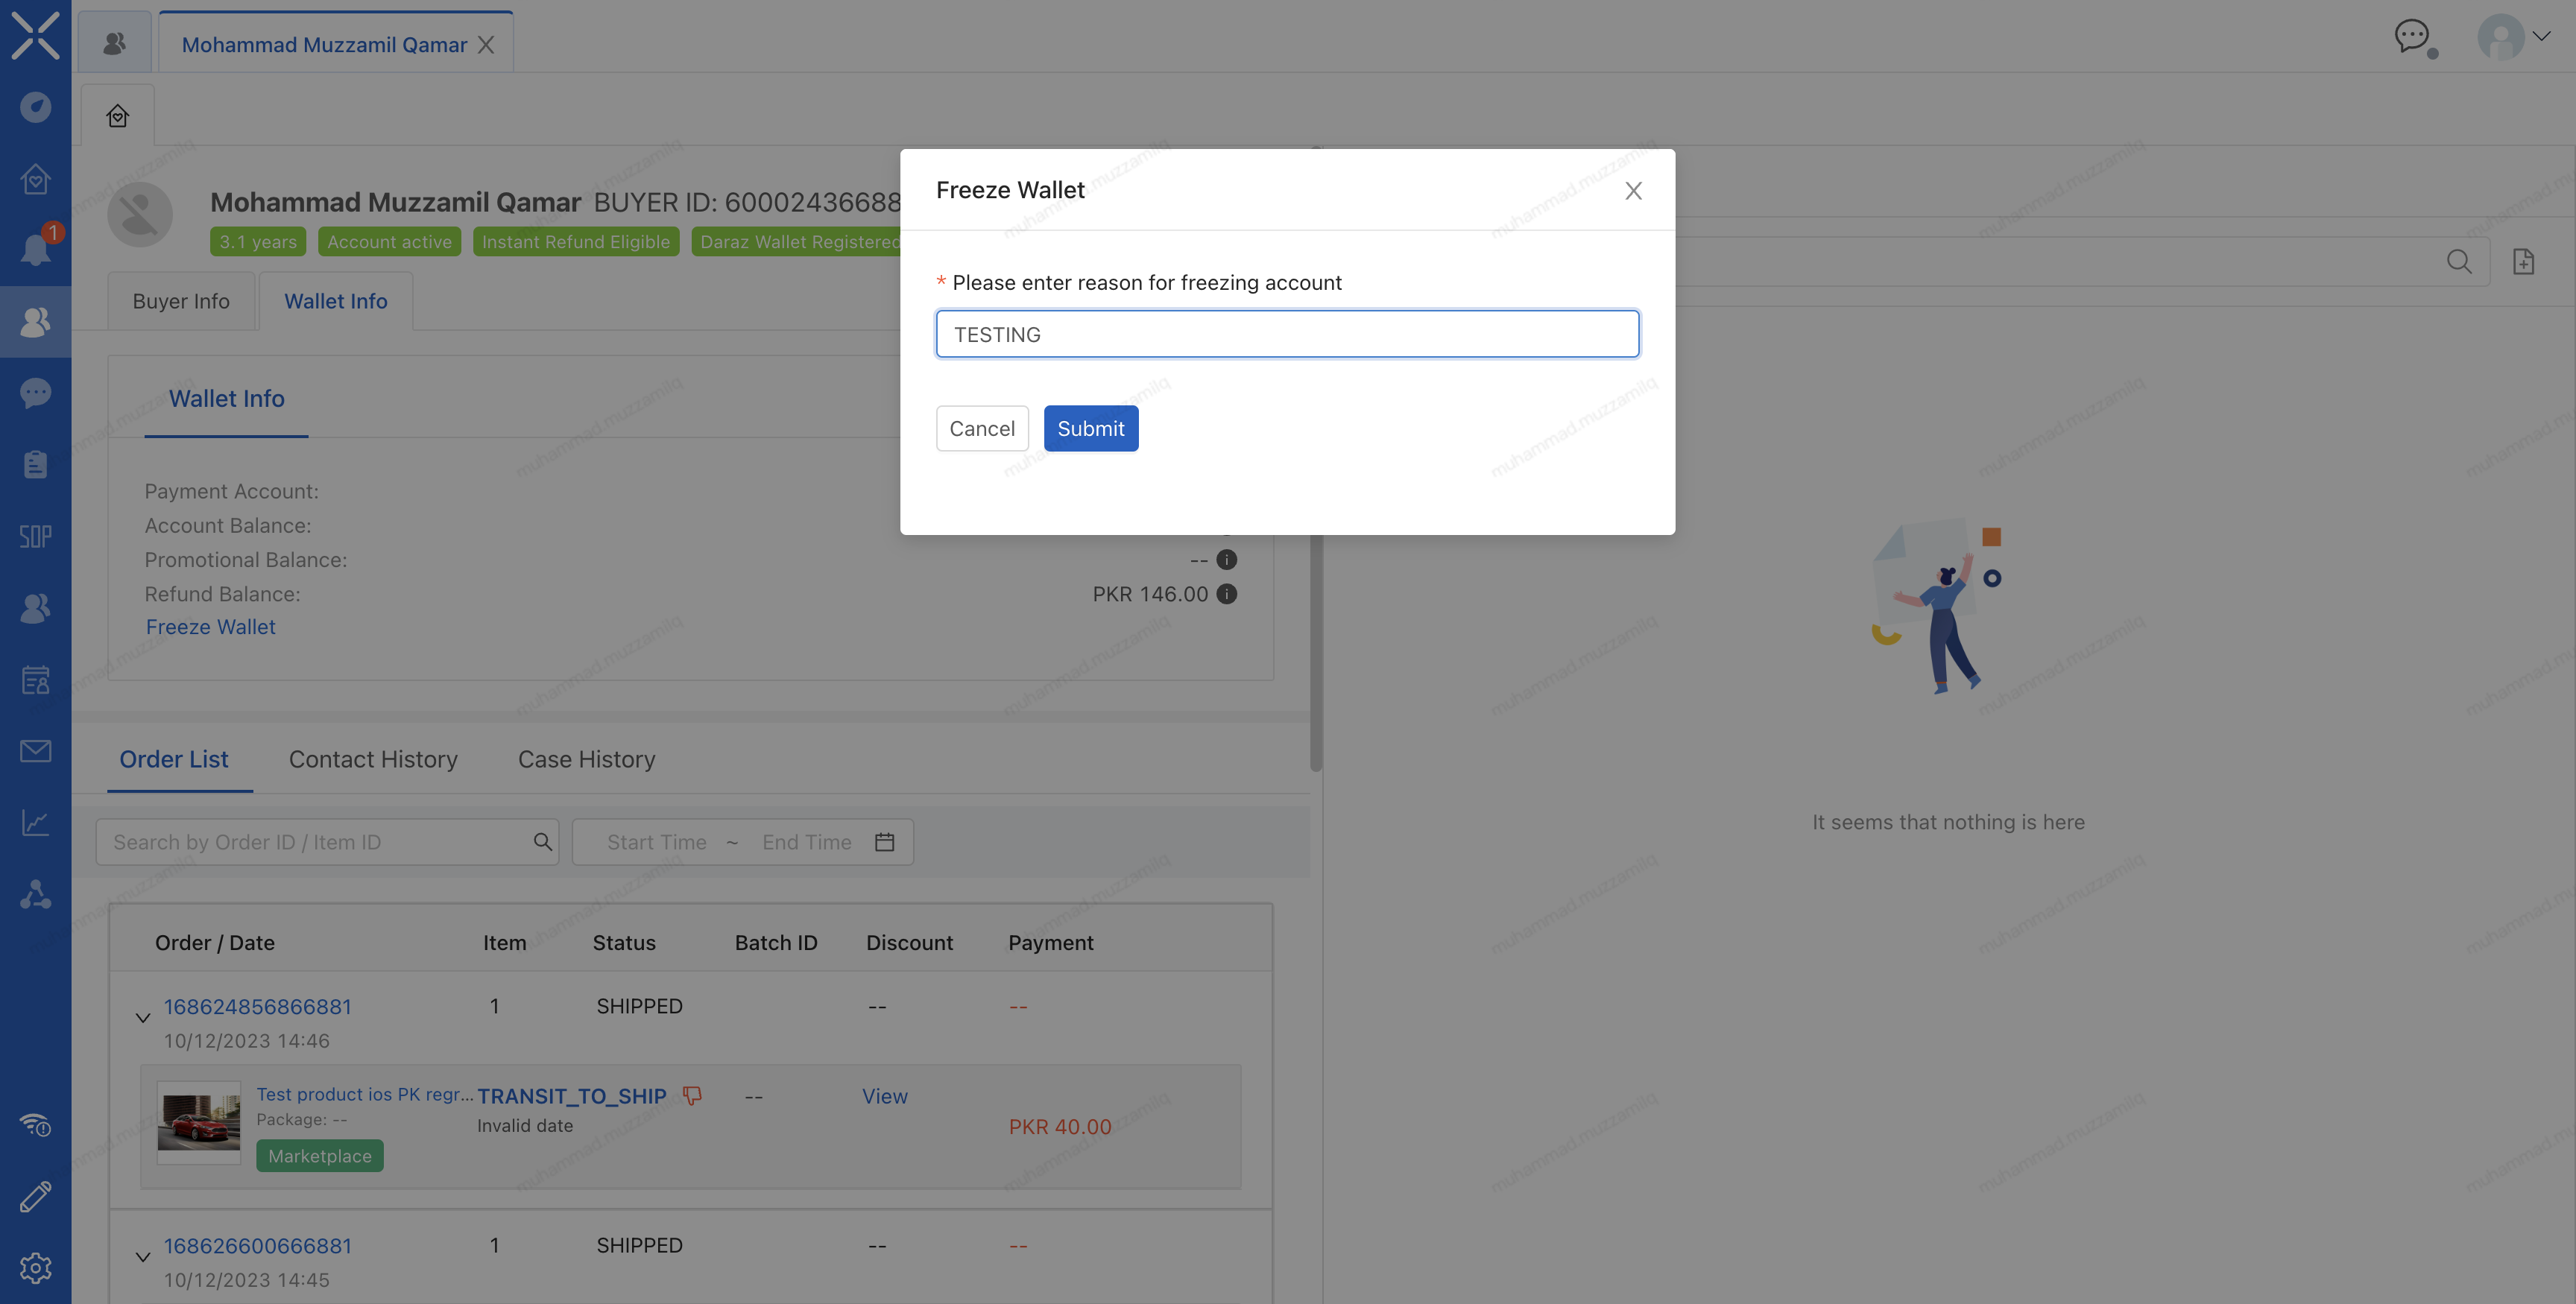 Mohammad Muzzamil Qamar
Mohammad Muzzamil Qamar BUYER ID: 60002436688
3.1 years Account active Instant Refund Eligible Daraz Wallet Registered
Buyer Info Wallet Info
Wallet Info
Payment Account:
Account Balance:
Promotional Balance: --
Refund Balance: PKR 146.00
Freeze Wallet
Freeze Wallet
* Please enter reason for freezing account
TESTING
Cancel Submit
1
SOP
Order List Contact History Case History
Search by Order ID / Item ID Start Time ~ End Time
Order / Date Item Status Batch ID Discount Payment
168624856866881 1 SHIPPED -- --
10/12/2023 14:46
Test product ios PK regr... TRANSIT_TO_SHIP -- View
Package: -- Invalid date PKR 40.00
Marketplace
168626600666881 1 SHIPPED -- --
10/12/2023 14:45
It seems that nothing is here
muhammad.muzzamilq